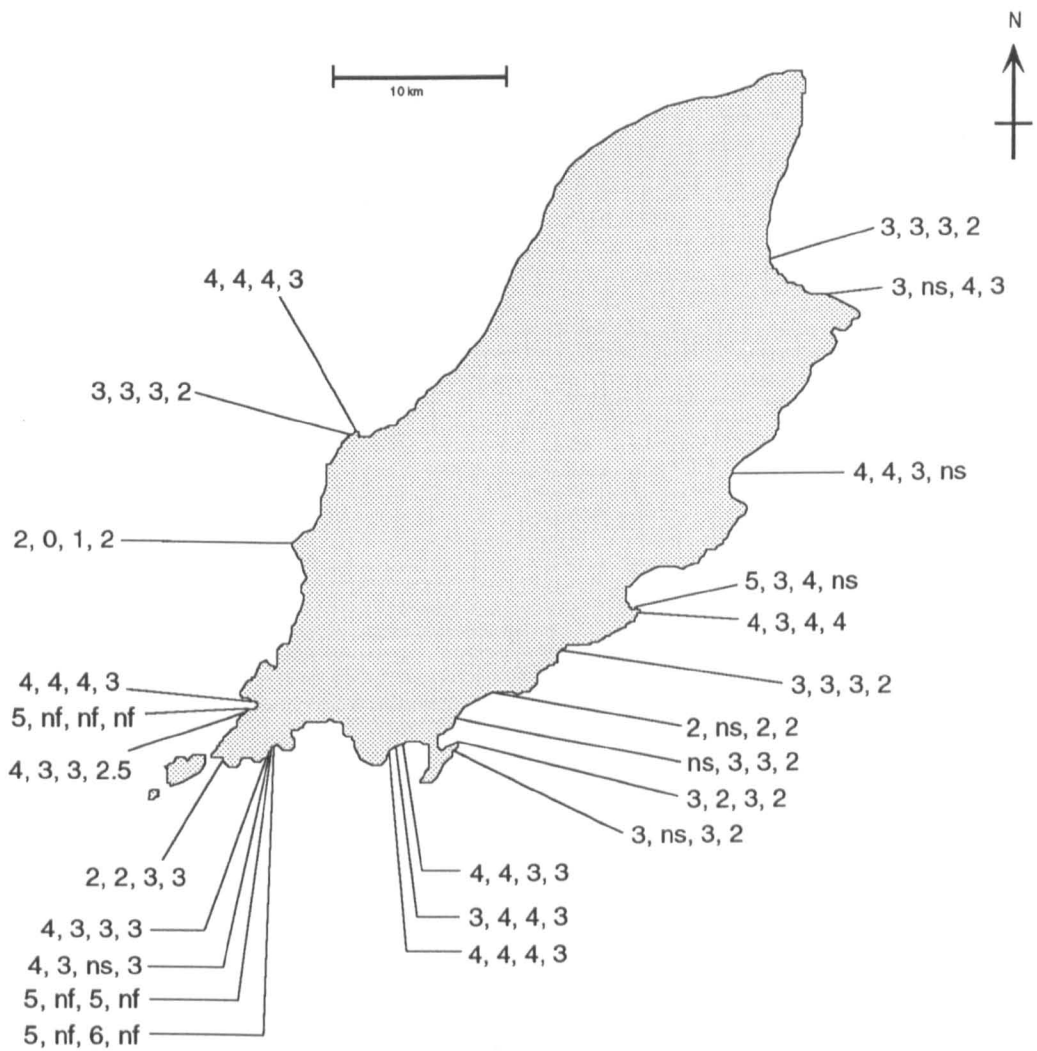 N
10 km
3, 3, 3, 2
4, 4, 4, 3
3, ns, 4, 3
3, 3, 3, 2
4, 4, 3, ns
2, 0, 1, 2
5, 3, 4, ns
4, 3, 4, 4
4, 4, 4, 3
3, 3, 3, 2
5, nf, nf, nf
2, ns, 2, 2
ns, 3, 3, 2
4, 3, 3, 2.5
3, 2, 3, 2
3, ns, 3, 2
2, 2, 3, 3
4, 4, 3, 3
3, 4, 4, 3
4, 3, 3, 3
4, 4, 4, 3
4, 3, ns, 3
5, nf, 5, nf
5, nf, 6, nf